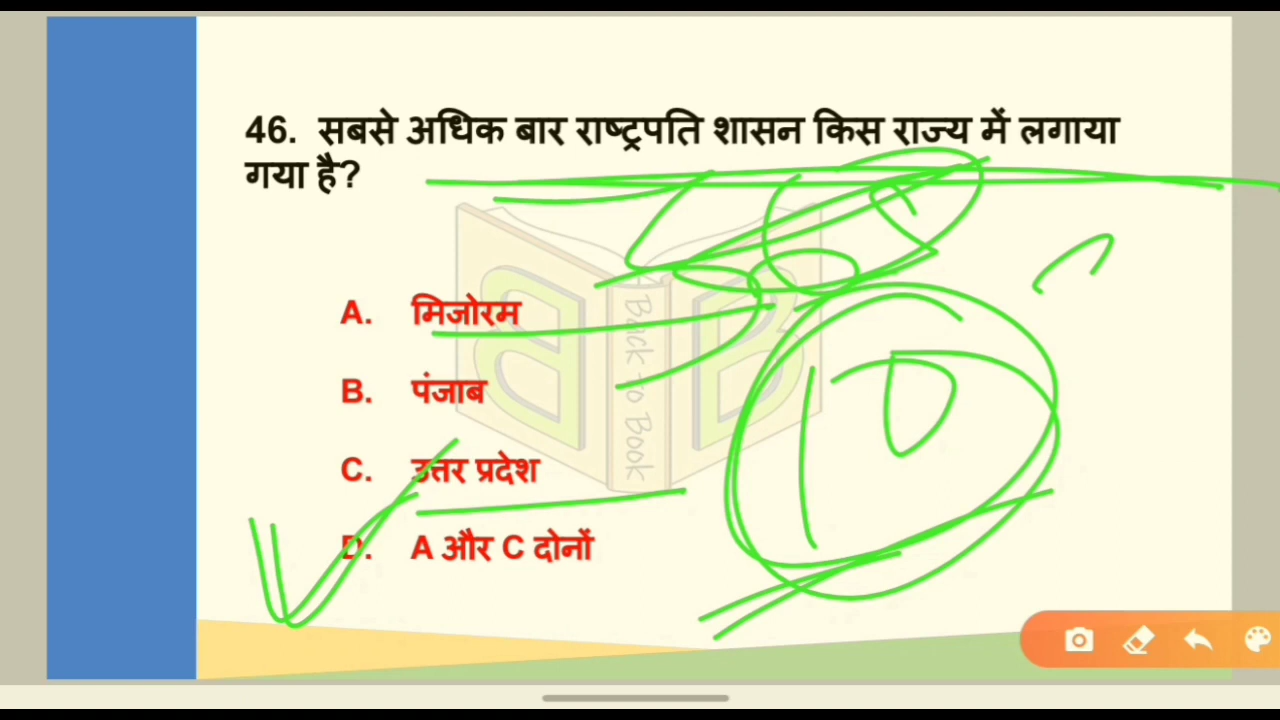 46. सबसे अधिक बार राष्ट्रपति शासन किस राज्य में लगाया
गया है?
A. मिजोरम
B. पंजाब
C. उत्तर प्रदेश
D. A और C दोनों
Back to Book